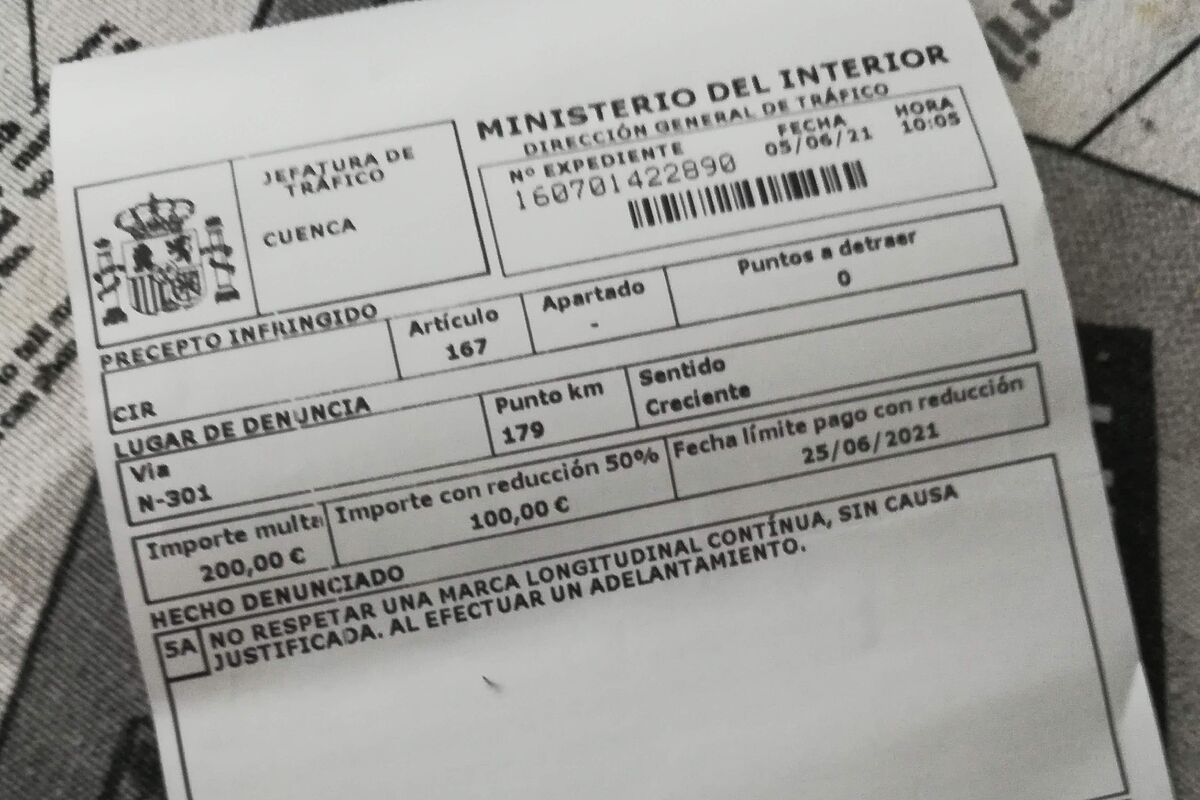 MINISTERIO DEL INTERIOR
DIRECCIÓN GENERAL DE TRÁFICO
JEFATURA DE
TRÁFICO
CUENCA
Nº EXPEDIENTE
FECHA
HORA
160701422890
05/06/21
10:05
PRECEPTO INFRINGIDO
CIR
Artículo
167
Apartado
-
Puntos a detraer
0
LUGAR DE DENUNCIA
Via
N-301
Punto km
179
Sentido
Creciente
Importe multa
200,00 €
Importe con reducción 50%
100,00 €
Fecha límite pago con reducción
25/06/2021
HECHO DENUNCIADO
5A
NO RESPETAR UNA MARCA LONGITUDINAL CONTÍNUA, SIN CAUSA
JUSTIFICADA. AL EFECTUAR UN ADELANTAMIENTO.